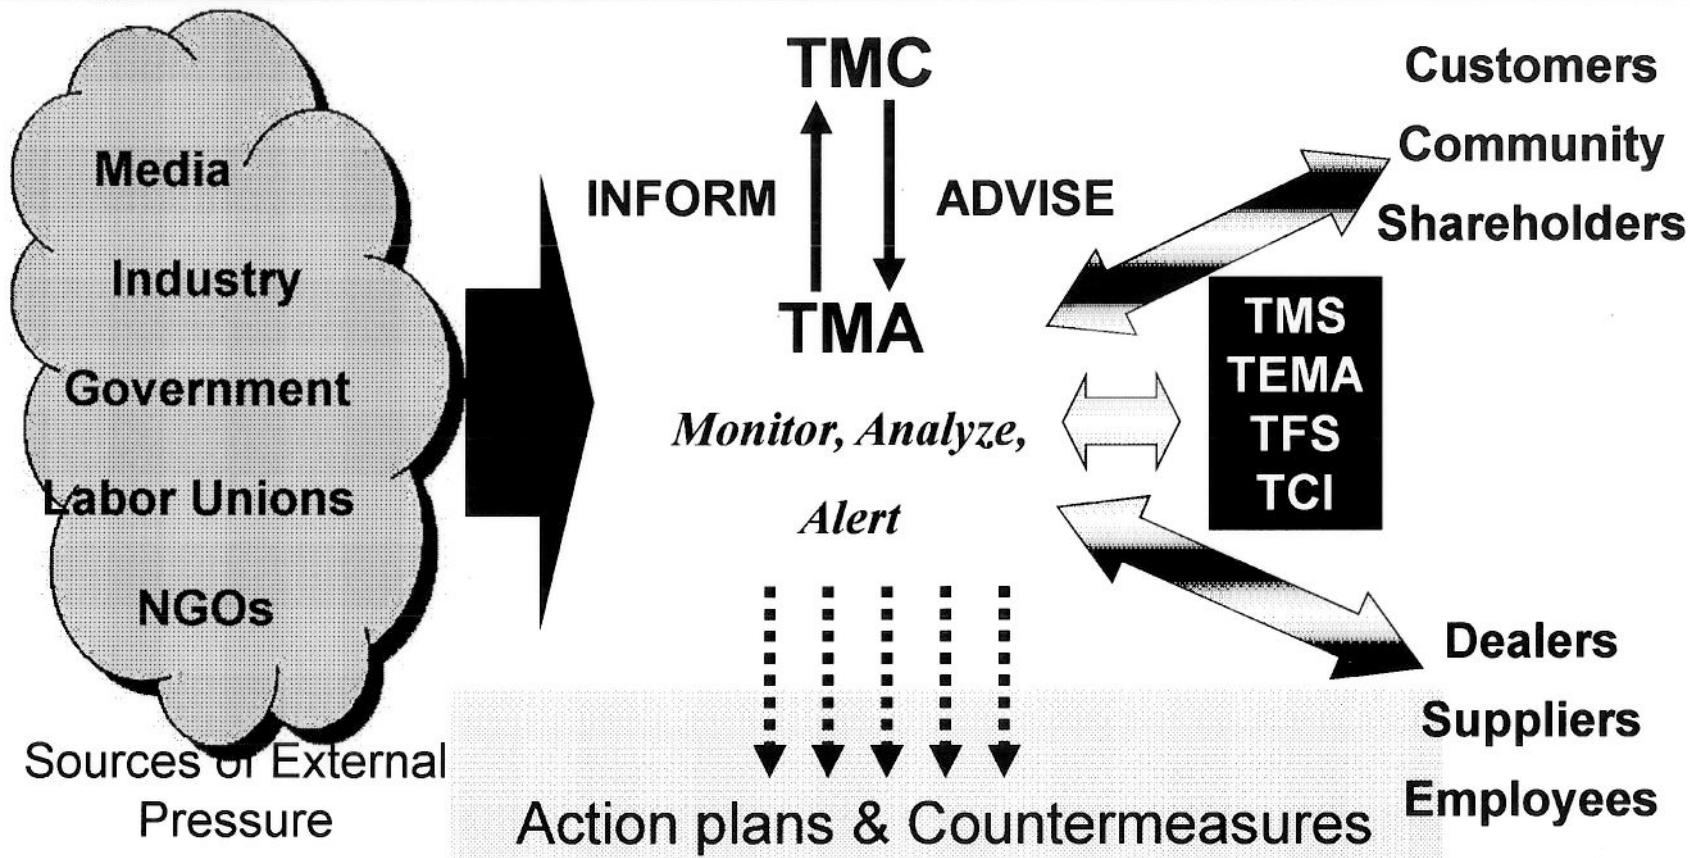 Media
Industry
Government
Labor Unions
NGOs
Sources of External
Pressure
TMC
INFORM
ADVISE
TMA
Monitor, Analyze,
Alert
Action plans & Countermeasures
Customers
Community
Shareholders
TMS
TEMA
TFS
TCI
Dealers
Suppliers
Employees